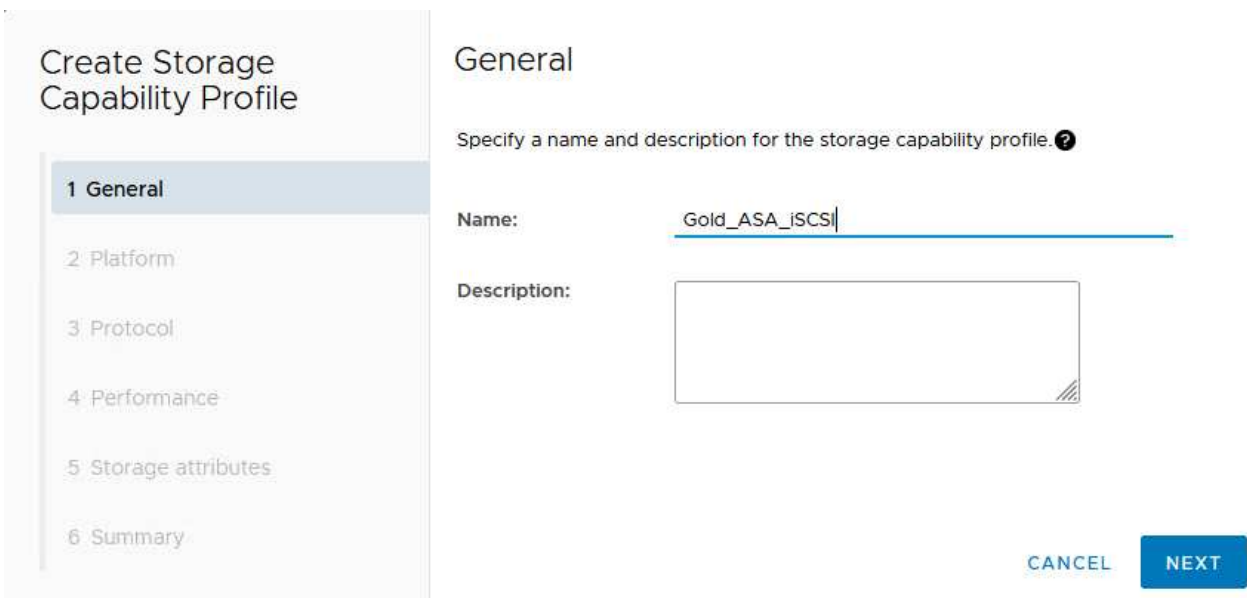 Create Storage
Capability Profile
1 General
2 Platform
3 Protocol
4 Performance
5 Storage attributes
6 Summary
General
Specify a name and description for the storage capability profile. ?
Name: Gold_ASA_iSCSI
Description:
CANCEL NEXT